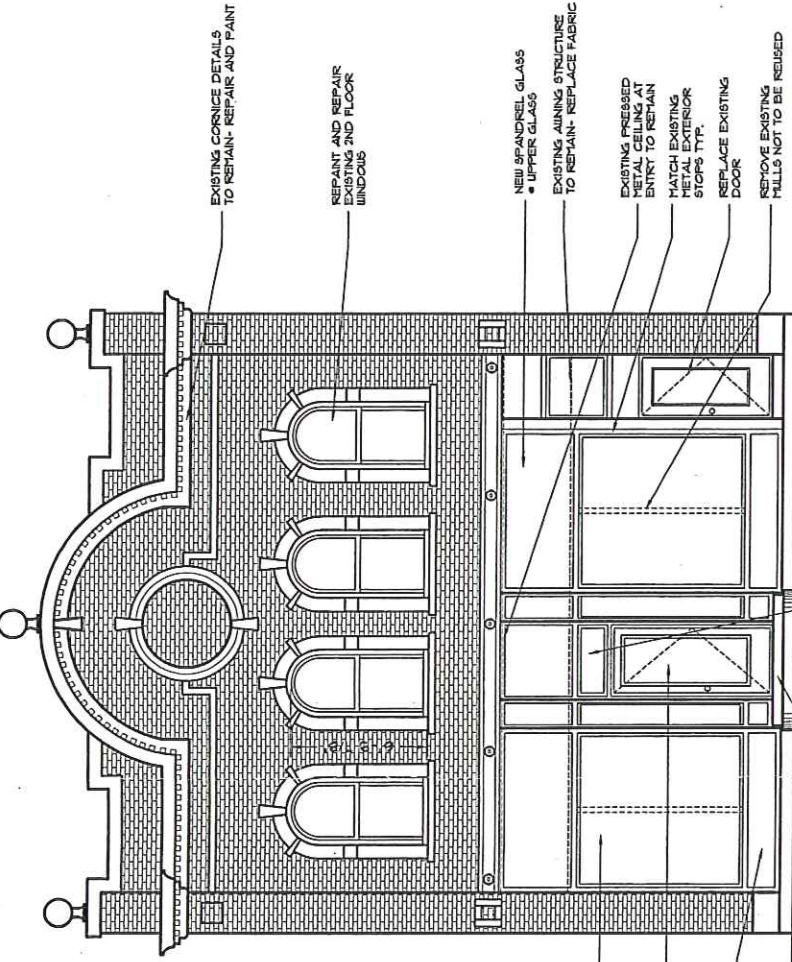 EXISTING CORNICE DETAILS
TO REMAIN- REPAIR AND PAINT
REPAINT AND REPAIR
EXISTING 2ND FLOOR
WINDOWS
NEW SPANDREL GLASS
@ UPPER GLASS
EXISTING AWNING STRUCTURE
TO REMAIN- REPLACE FABRIC
EXISTING PRESSED
METAL CEILING AT
ENTRY TO REMAIN
MATCH EXISTING
METAL EXTERIOR
STOPS TYP.
REPLACE EXISTING
DOOR
REMOVE EXISTING
MULLS NOT TO BE REUSED